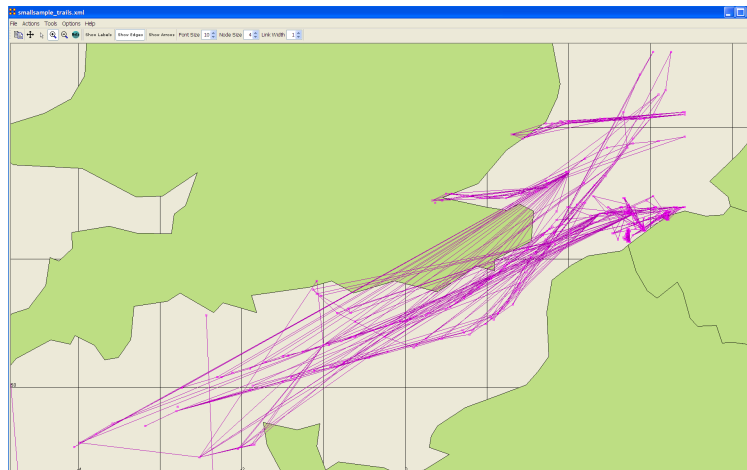 smallsample_trails.xml
File Actions Tools Options Help
Show Labels Show Edges Show Arrows Font Size 10 Node Size 4 Link Width 1